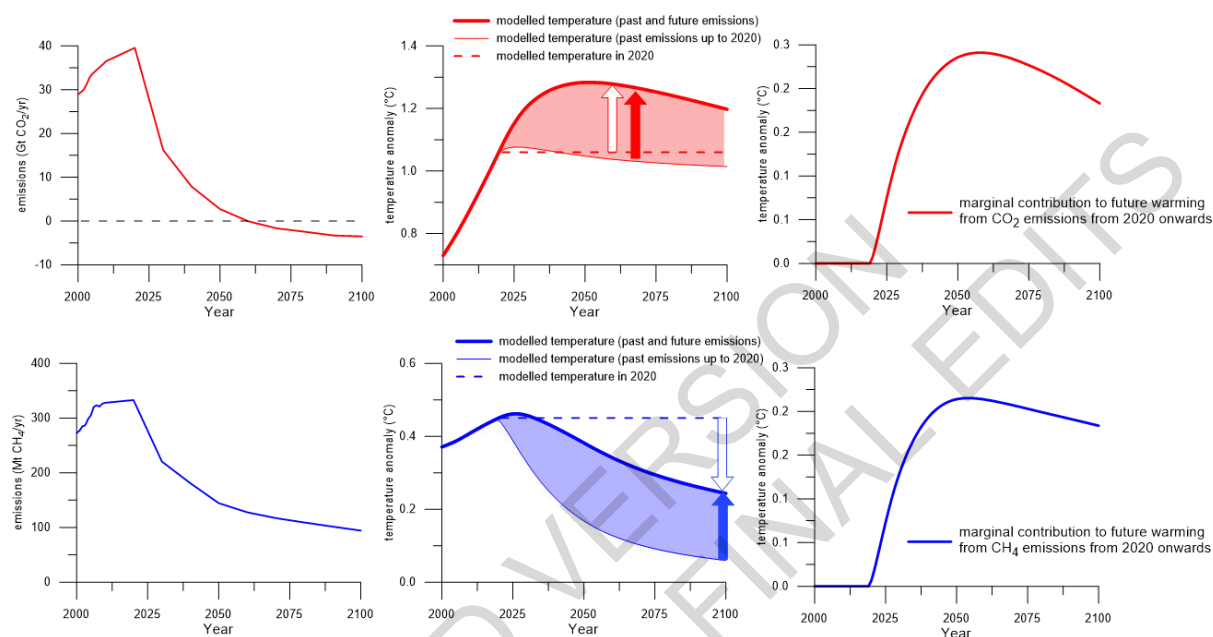 modelled temperature (past and future emissions)
modelled temperature (past emissions up to 2020)
modelled temperature in 2020
40
30
20
10
0
-10
emissions (Gt CO2/yr)
2000 2025 2050 2075 2100
Year
1.4
1.2
1.0
0.8
temperature anomaly (°C)
2000 2025 2050 2075 2100
Year
0.3
0.2
0.2
0.1
0.1
0.0
temperature anomaly (°C)
marginal contribution to future warming
from CO2 emissions from 2020 onwards
2000 2025 2050 2075 2100
Year
modelled temperature (past and future emissions)
modelled temperature (past emissions up to 2020)
modelled temperature in 2020
400
300
200
100
0
emissions (Mt CH4/yr)
2000 2025 2050 2075 2100
Year
0.6
0.4
0.2
0.0
temperature anomaly (°C)
2000 2025 2050 2075 2100
Year
0.3
0.2
0.2
0.1
0.1
0.0
temperature anomaly (°C)
marginal contribution to future warming
from CH4 emissions from 2020 onwards
2000 2025 2050 2075 2100
Year
D VERSION
FINAL EDITS